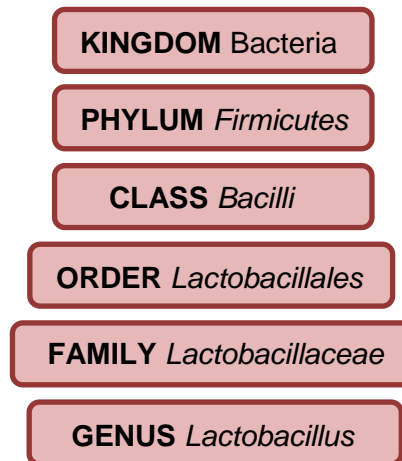 KINGDOM Bacteria
PHYLUM Firmicutes
CLASS Bacilli
ORDER Lactobacillales
FAMILY Lactobacillaceae
GENUS Lactobacillus